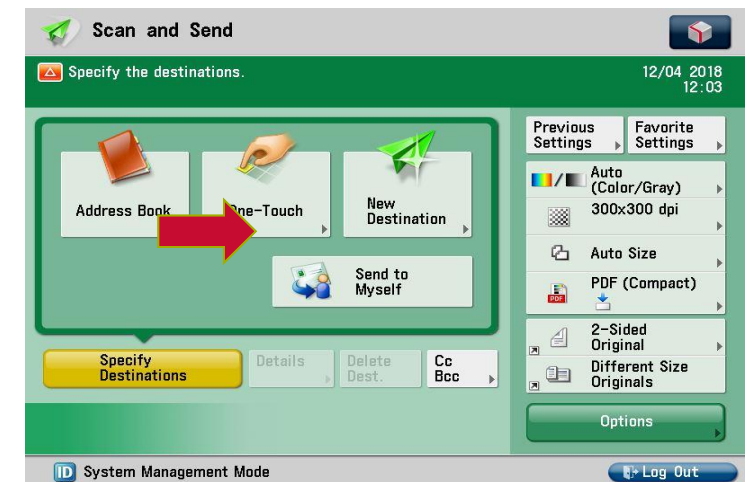 Scan and Send
Specify the destinations.
12/04 2018
12:03
Previous
Settings
Favorite
Settings
Address Book
One-Touch
New
Destination
Send to
Myself
Auto
(Color/Gray)
300x300 dpi
Auto Size
PDF
PDF (Compact)
2-Sided
Original
Different Size
Originals
Specify
Destinations
Details
Delete
Dest.
Cc
Bcc
Options
ID System Management Mode
Log Out